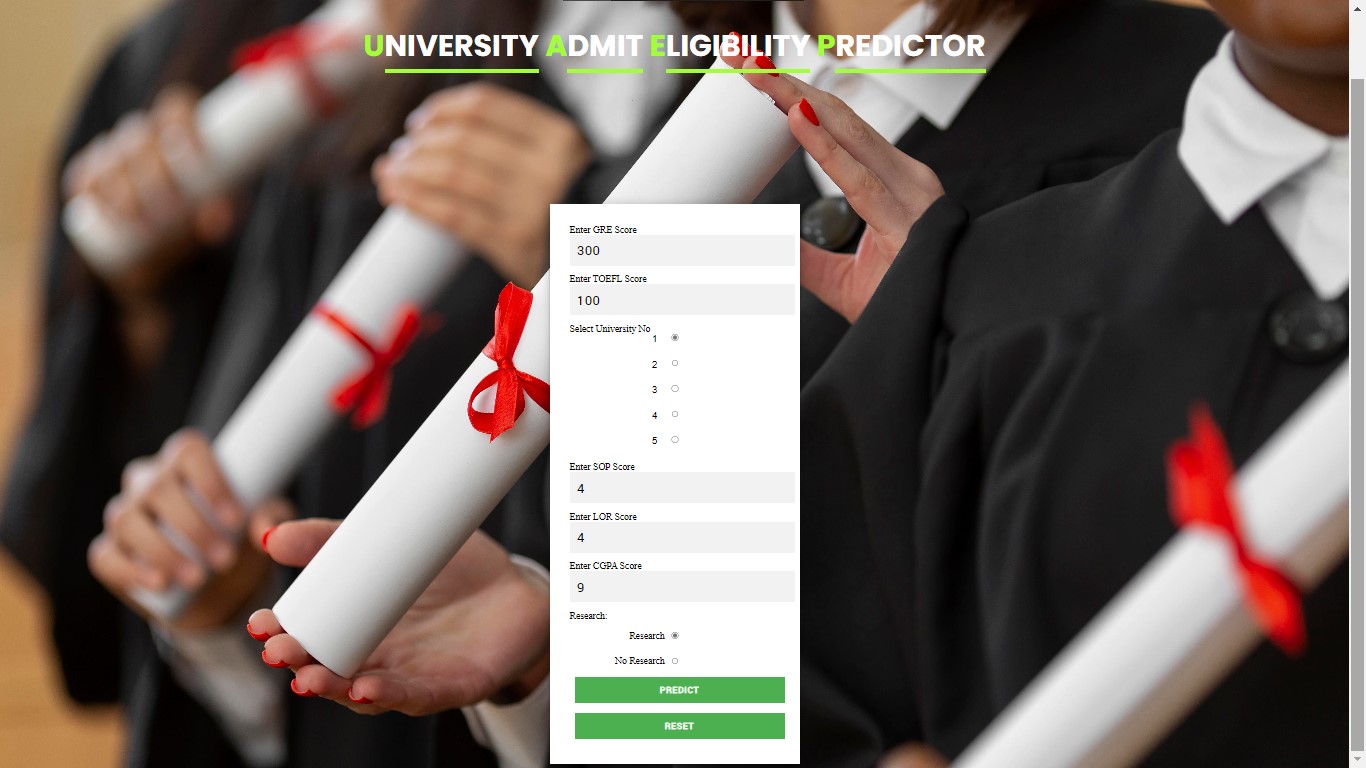 UNIVERSITY ADMIT ELIGIBILITY PREDICTOR
Enter GRE Score
300
Enter TOEFL Score
100
Select University No
1
2
3
4
5
Enter SOP Score
4
Enter LOR Score
4
Enter CGPA Score
9
Research:
Research
No Research
PREDICT
RESET